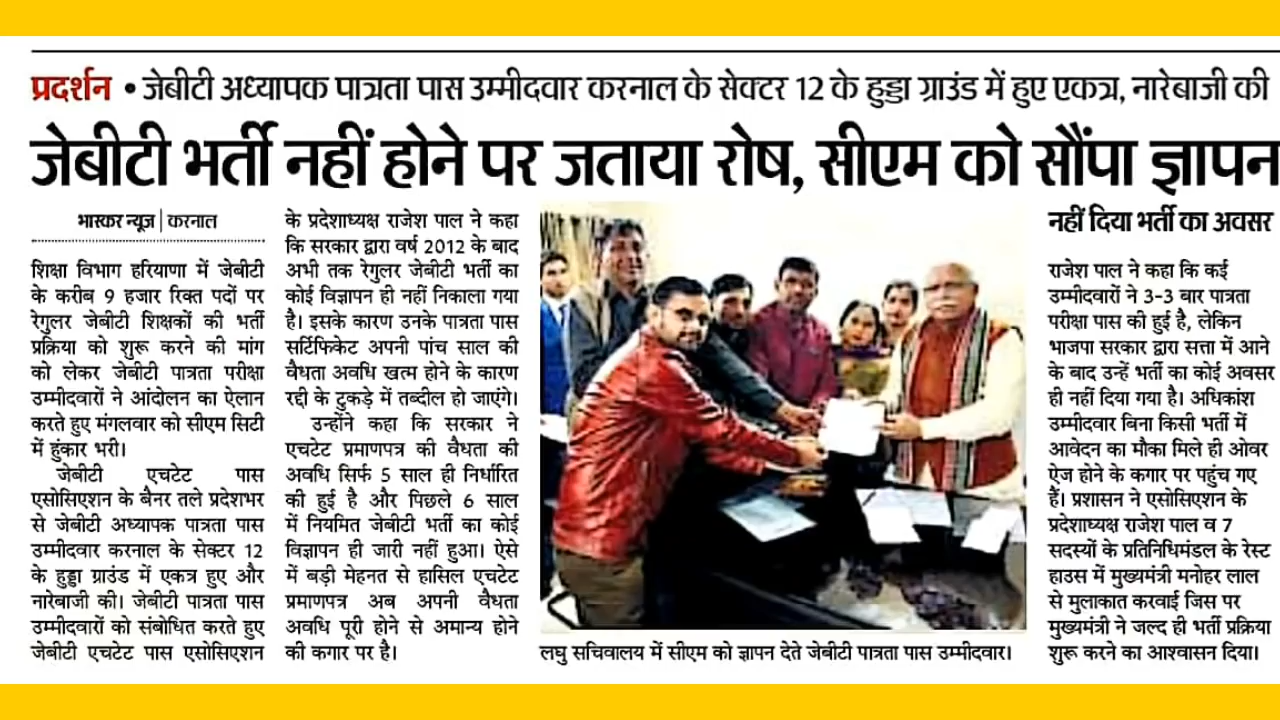 प्रदर्शन • जेबीटी अध्यापक पात्रता पास उम्मीदवार करनाल के सेक्टर 12 के हुड्डा ग्राउंड में हुए एकत्र, नारेबाजी की
जेबीटी भर्ती नहीं होने पर जताया रोष, सीएम को सौंपा ज्ञापन
भास्कर न्यूज | करनाल
शिक्षा विभाग हरियाणा में जेबीटी
के करीब 9 हजार रिक्त पदों पर
रेगुलर जेबीटी शिक्षकों की भर्ती
प्रक्रिया को शुरू करने की मांग
को लेकर जेबीटी पात्रता परीक्षा
उम्मीदवारों ने आंदोलन का ऐलान
करते हुए मंगलवार को सीएम सिटी
में हुंकार भरी।
जेबीटी एचटेट पास
एसोसिएशन के बैनर तले प्रदेशभर
से जेबीटी अध्यापक पात्रता पास
उम्मीदवार करनाल के सेक्टर 12
के हुड्डा ग्राउंड में एकत्र हुए और
नारेबाजी की। जेबीटी पात्रता पास
उम्मीदवारों को संबोधित करते हुए
जेबीटी एचटेट पास एसोसिएशन
के प्रदेशाध्यक्ष राजेश पाल ने कहा
कि सरकार द्वारा वर्ष 2012 के बाद
अभी तक रेगुलर जेबीटी भर्ती का
कोई विज्ञापन ही नहीं निकाला गया
है। इसके कारण उनके पात्रता पास
सर्टिफिकेट अपनी पांच साल की
वैधता अवधि खत्म होने के कारण
रद्दी के टुकड़े में तब्दील हो जाएंगे।
उन्होंने कहा कि सरकार ने
एचटेट प्रमाणपत्र की वैधता की
अवधि सिर्फ 5 साल ही निर्धारित
की हुई है और पिछले 6 साल
में नियमित जेबीटी भर्ती का कोई
विज्ञापन ही जारी नहीं हुआ। ऐसे
में बड़ी मेहनत से हासिल एचटेट
प्रमाणपत्र अब अपनी वैधता
अवधि पूरी होने से अमान्य होने
की कगार पर है।
लघु सचिवालय में सीएम को ज्ञापन देते जेबीटी पात्रता पास उम्मीदवार।
नहीं दिया भर्ती का अवसर
राजेश पाल ने कहा कि कई
उम्मीदवारों ने 3-3 बार पात्रता
परीक्षा पास की हुई है, लेकिन
भाजपा सरकार द्वारा सत्ता में आने
के बाद उन्हें भर्ती का कोई अवसर
ही नहीं दिया गया है। अधिकांश
उम्मीदवार बिना किसी भर्ती में
आवेदन का मौका मिले ही ओवर
ऐज होने के कगार पर पहुंच गए
हैं। प्रशासन ने एसोसिएशन के
प्रदेशाध्यक्ष राजेश पाल व 7
सदस्यों के प्रतिनिधिमंडल के रेस्ट
हाउस में मुख्यमंत्री मनोहर लाल
से मुलाकात करवाई जिस पर
मुख्यमंत्री ने जल्द ही भर्ती प्रक्रिया
शुरू करने का आश्वासन दिया।